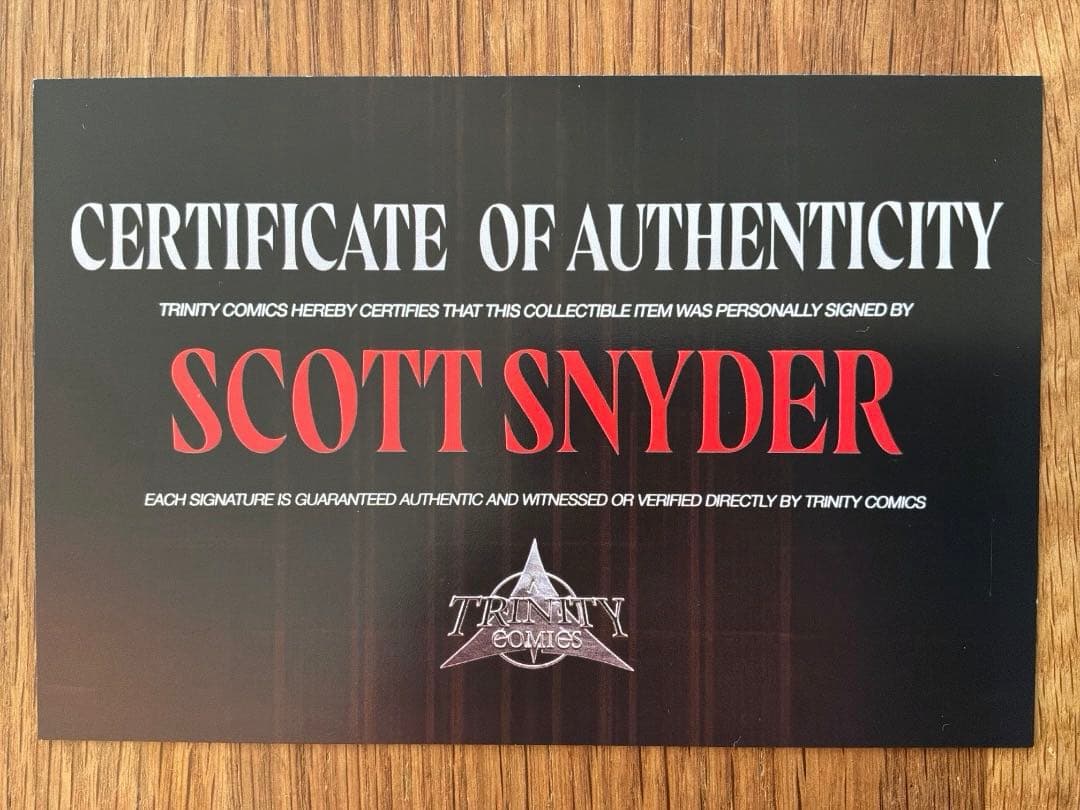 CERTIFICATE OF AUTHENTICITY
TRINITY COMICS HEREBY CERTIFIES THAT THIS COLLECTIBLE ITEM WAS PERSONALLY SIGNED BY
SCOTT SNYDER
EACH SIGNATURE IS GUARANTEED AUTHENTIC AND WITNESSED OR VERIFIED DIRECTLY BY TRINITY COMICS
TRINITY
COMICS